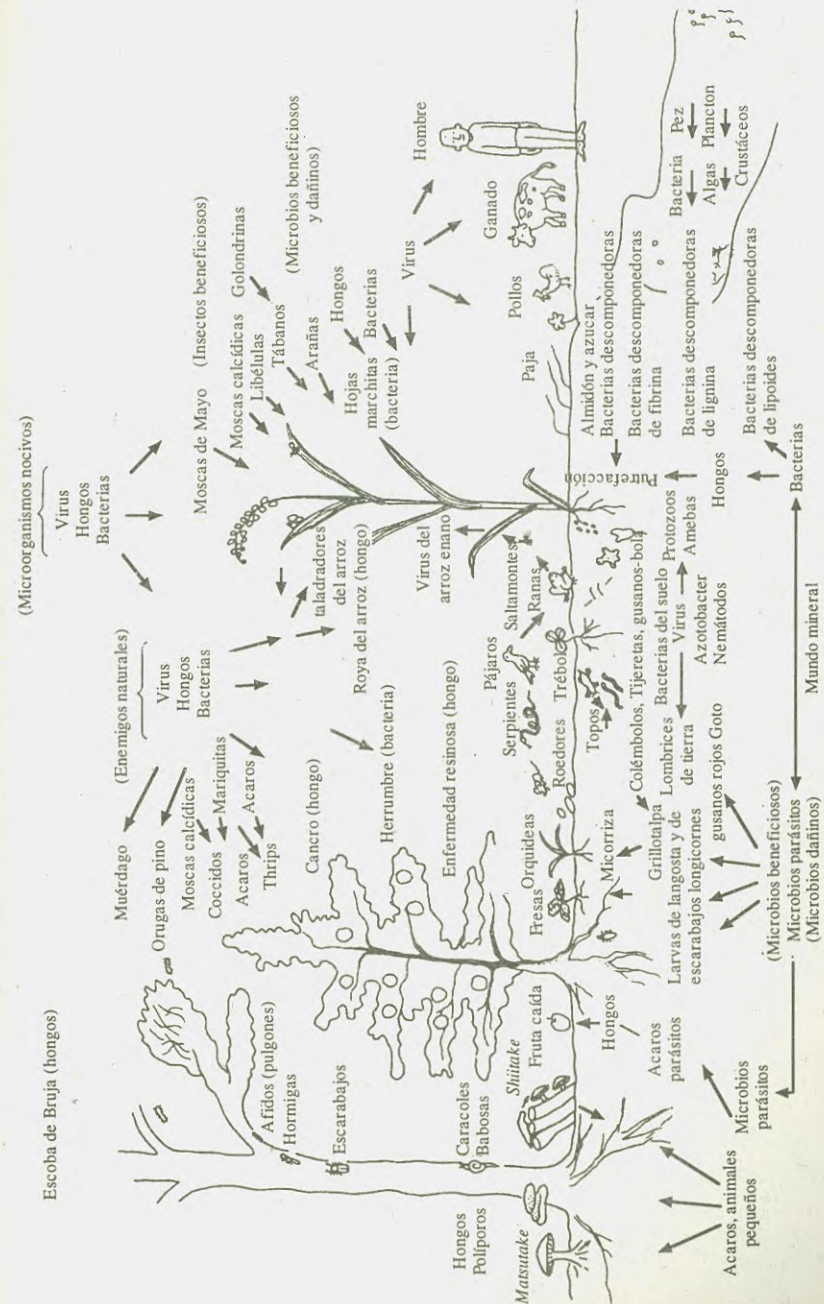 (Microorganismos nocivos)
Virus
Hongos
Bacterias
Escoba de Bruja (hongos)
Muérdago
(Enemigos naturales)
Virus
Hongos
Bacterias
Orugas de pino
Moscas calcídicas
Coccidos
Mariquitas
Acaros
Acaros
Thrips
Moscas de Mayo
(Insectos beneficiosos)
Moscas calcídicas
Libélulas
Golondrinas
Tábanos
Arañas
(Microbios beneficiosos
y dañinos)
Afidos (pulgones)
Hormigas
Escarabajos
Cancro (hongo)
Herrumbre (bacteria)
Enfermedad resinosa (hongo)
taladradores
del arroz
Roya del arroz (hongo)
Virus del
arroz enano
Hongos
Bacterias
Hojas
marchitas
(bacteria)
Virus
Hombre
Ganado
Pollos
Paja
Caracoles
Babosas
Hongos
Políporos
Matsutake
Shiitake
Fruta caída
Fresas
Orquideas
Roedores
Serpientes
Pájaros
Trébol
Ranas
Saltamontes
Topos
Hongos
Acaros
parásitos
Micorriza
Grillotalpa
Larvas de langosta y de
escarabajos longicornes
Colémbolos, Tijeretas, gusanos-bola
Lombrices
de tierra
gusanos rojos Goto
Bacterias del suelo
Virus
Azotobacter
Nemátodos
Protozoos
Amebas
Putrefacción
Hongos
Bacterias
Almidón y azucar
Bacterias descomponedoras
Bacterias descomponedoras
de fibrina
Bacterias descomponedoras
de lignina
Bacterias descomponedoras
de lipoides
Bacteria
Pez
Algas
Plancton
Crustáceos
Acaros, animales
pequeños
Microbios
parásitos
(Microbios beneficiosos)
Microbios parásitos
(Microbios dañinos)
Mundo mineral